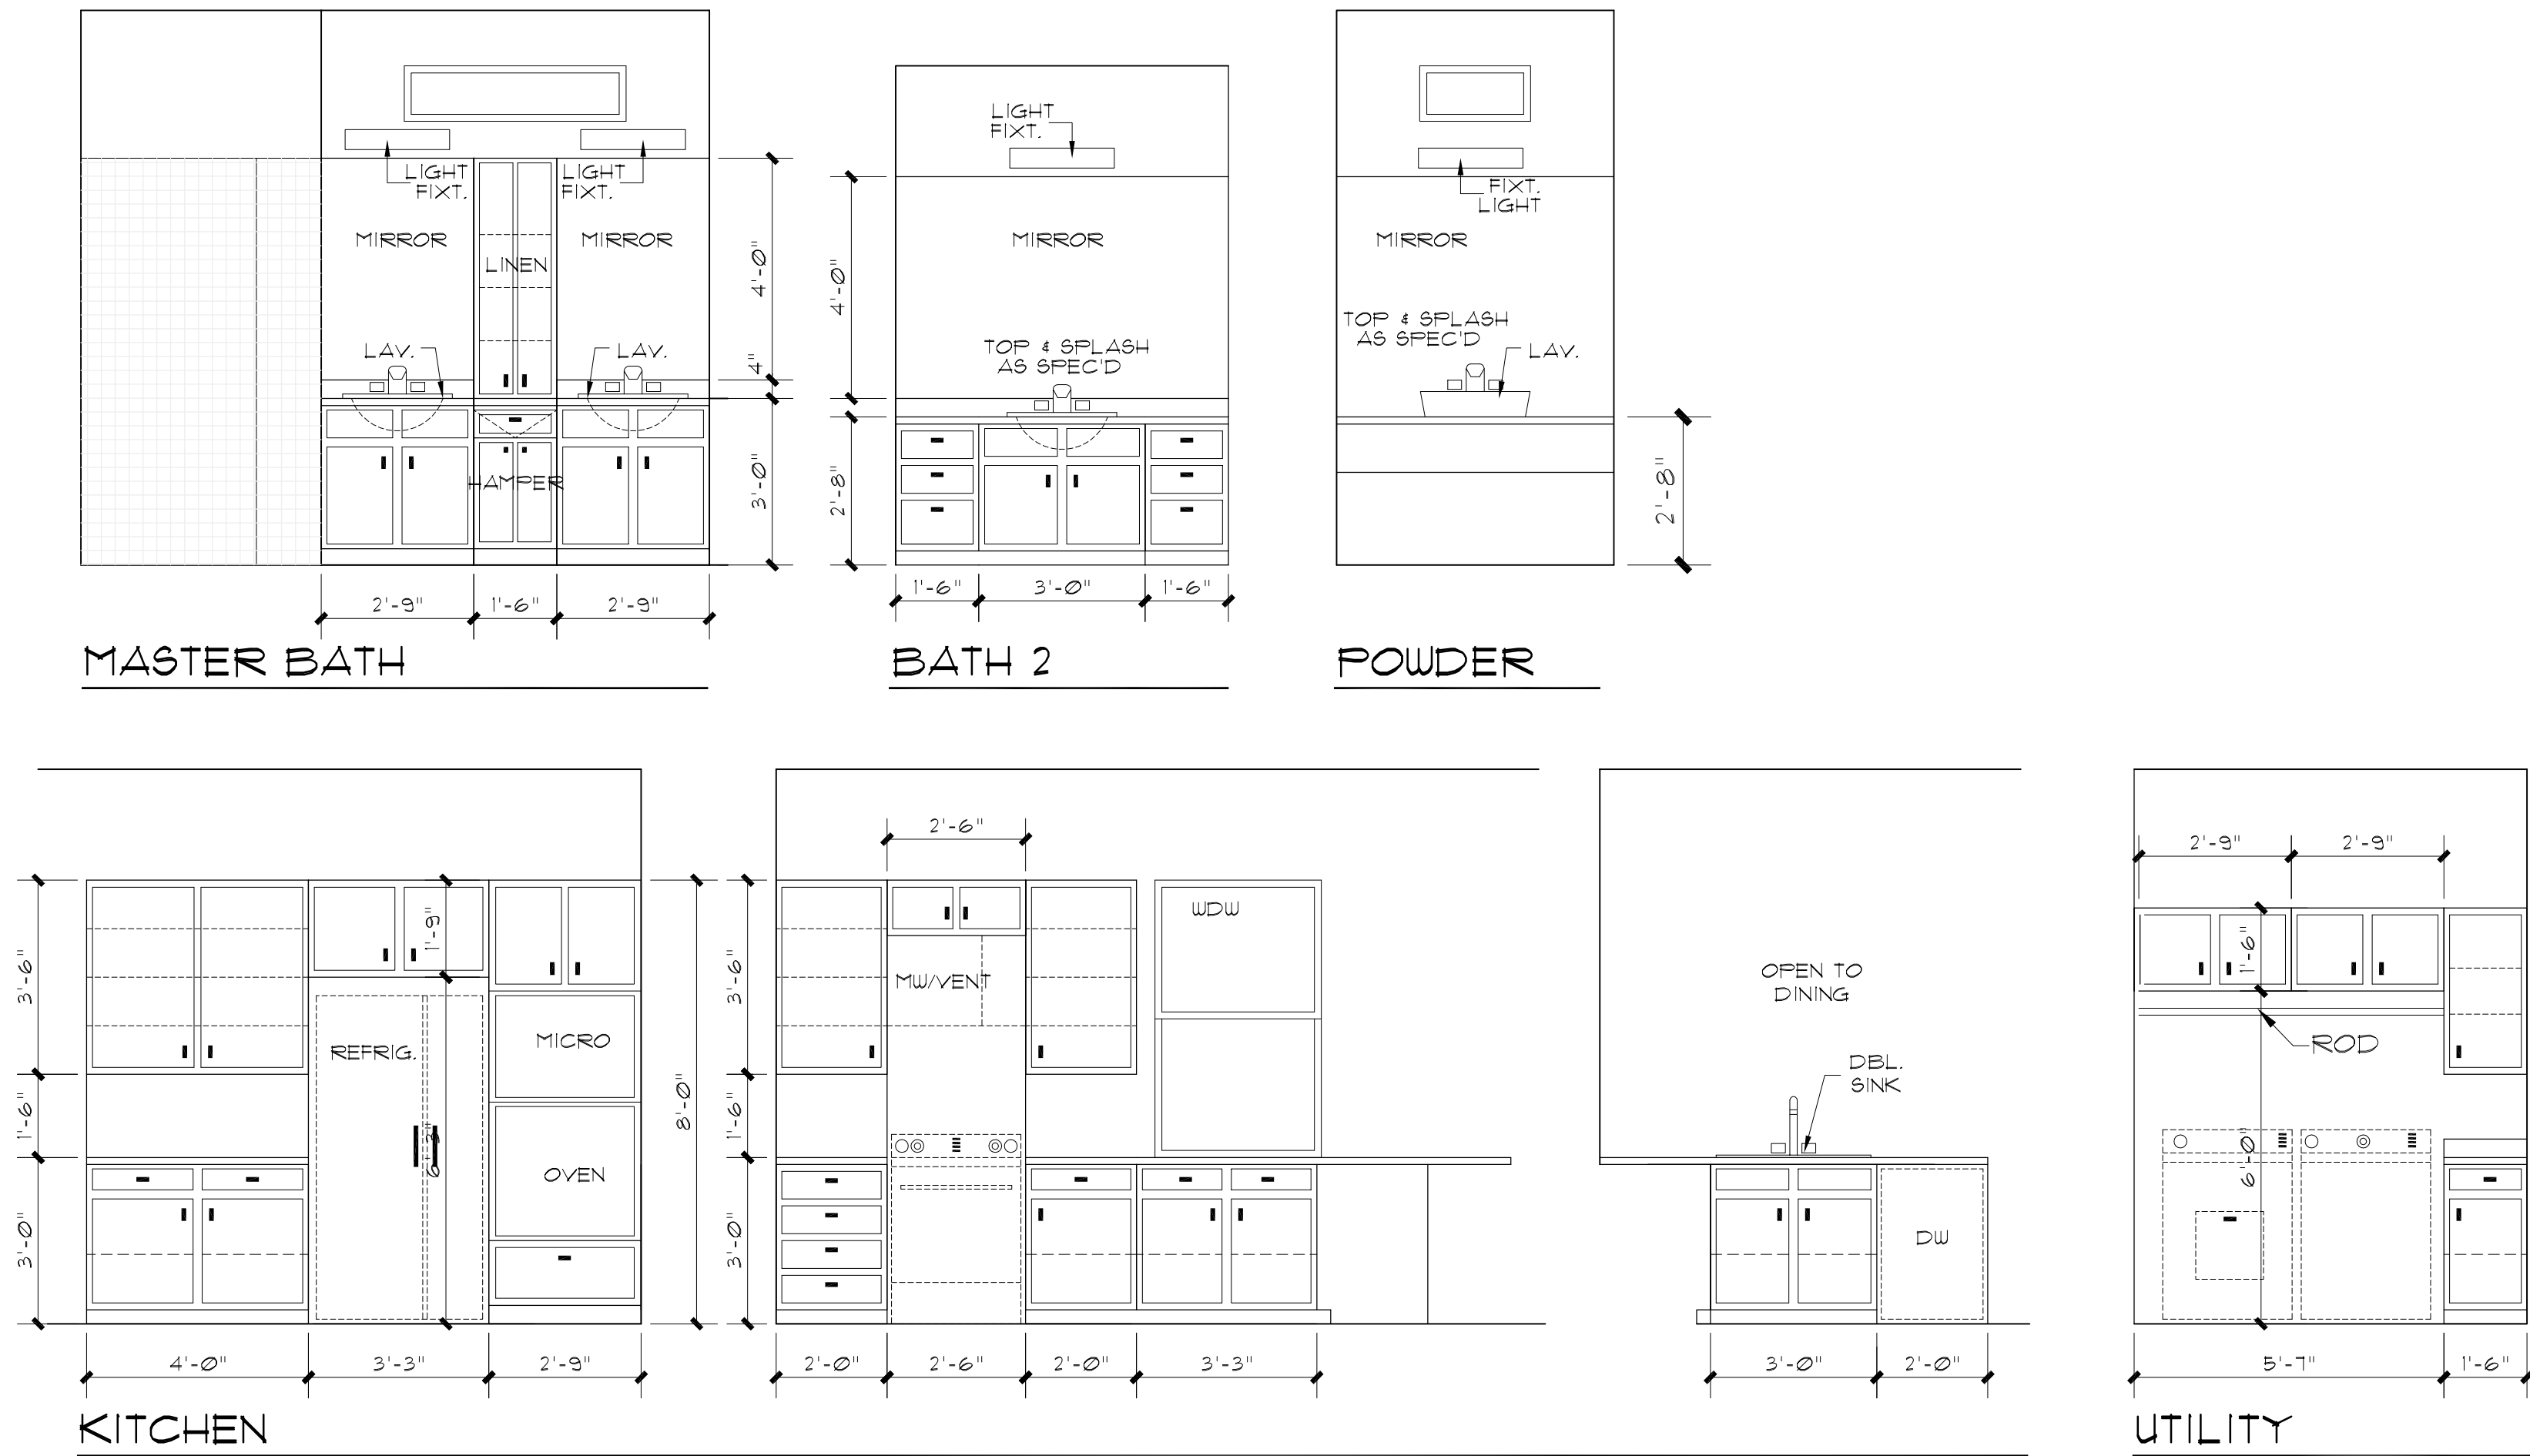 LIGHT
FIXT.
LIGHT
FIXT.
MIRROR
LINEN
MIRROR
LAV.
LAV.
HAMPER
4'-0"
4"
3'-0"
2'-9"
1'-6"
2'-9"
MASTER BATH
LIGHT
FIXT.
MIRROR
TOP & SPLASH
AS SPEC'D
4'-0"
2'-8"
1'-6"
3'-0"
1'-6"
BATH 2
FIXT.
LIGHT
MIRROR
TOP & SPLASH
AS SPEC'D
LAV.
2'-8"
POWDER
3'-6"
1'-6"
3'-0"
1'-9"
REFRIG.
6'-3"
MICRO
OVEN
8'-0"
4'-0"
3'-3"
2'-9"
2'-6"
3'-6"
1'-6"
3'-0"
MW/VENT
WDW
2'-0"
2'-6"
2'-0"
3'-3"
OPEN TO
DINING
DBL.
SINK
DW
3'-0"
2'-0"
KITCHEN
2'-9"
2'-9"
1'-6"
ROD
6'-0"
5'-7"
1'-6"
UTILITY